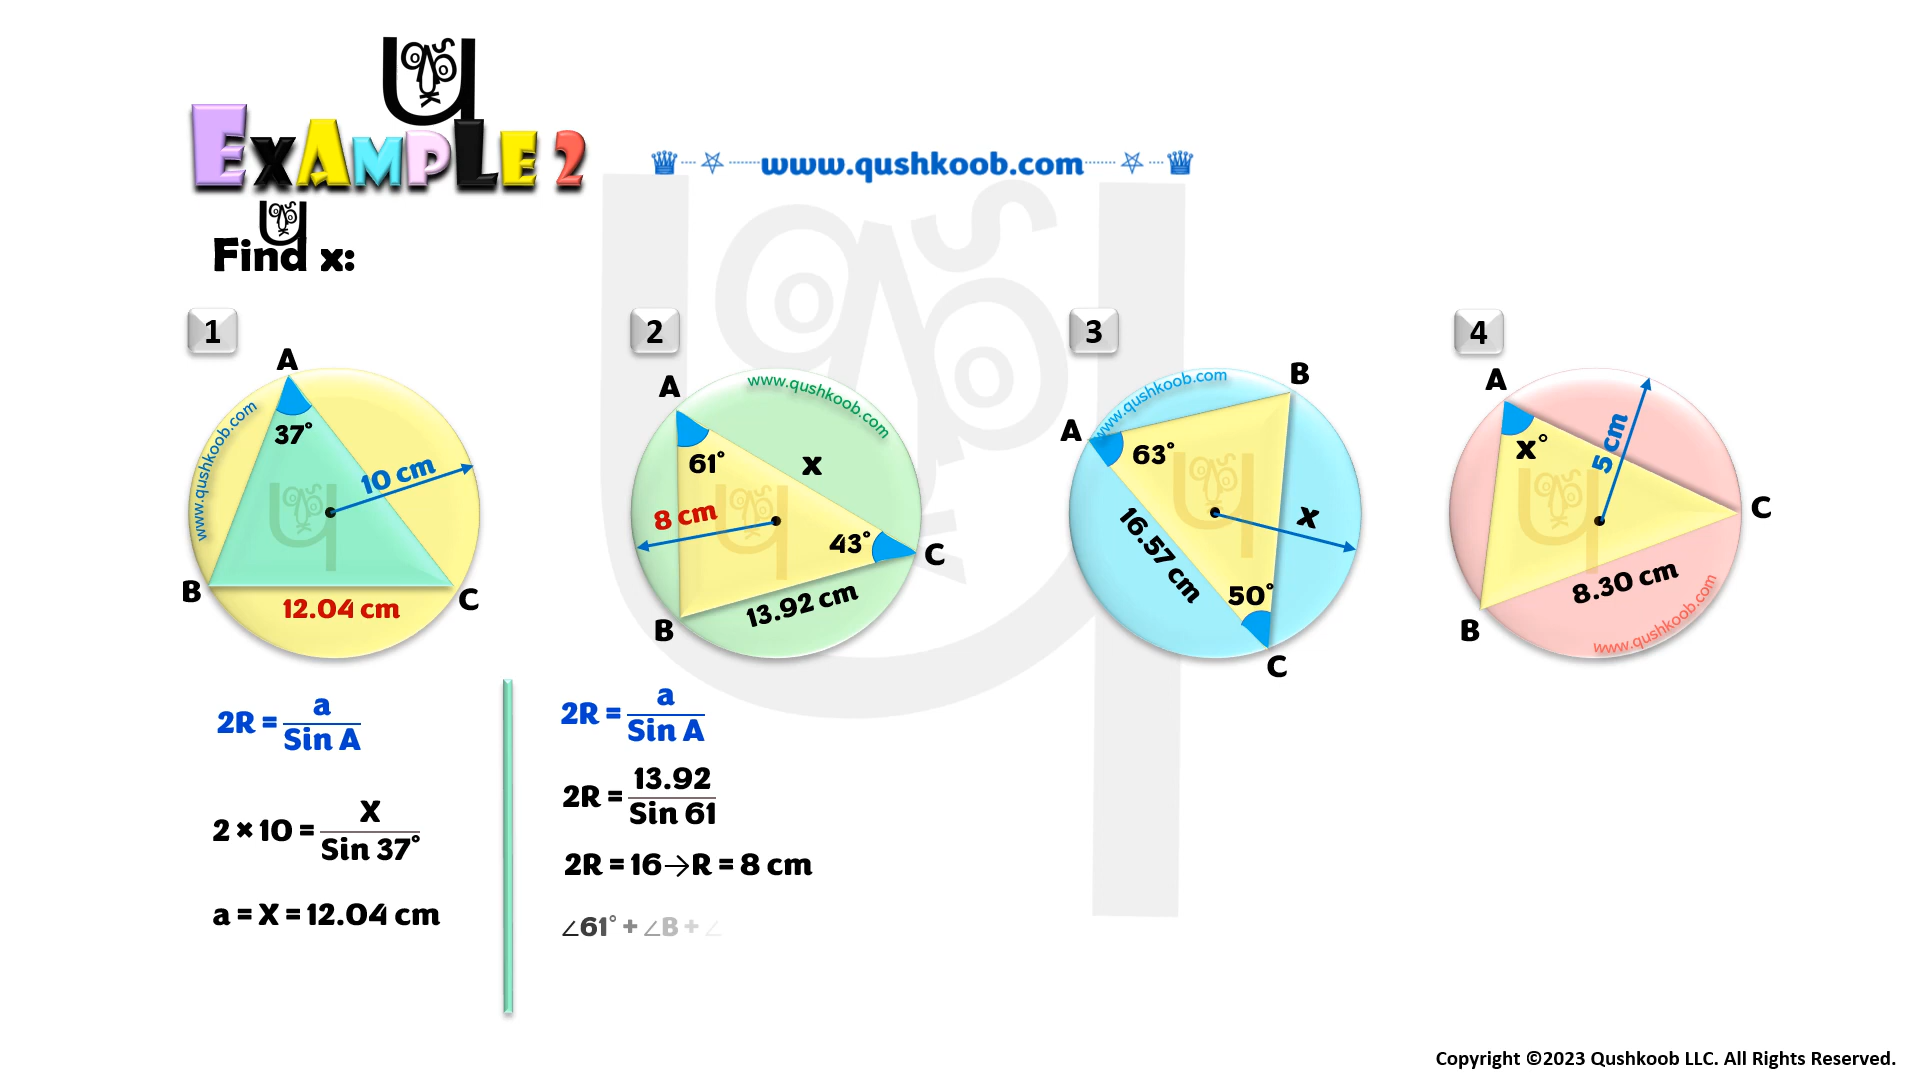 EXAMPLE 2
www.qushkoob.com
Find x:
1
A
37°
10 cm
www.qushkoob.com
B
12.04 cm
C
2
A
www.qushkoob.com
61°
x
8 cm
43°
C
13.92 cm
B
3
www.qushkoob.com
B
A
63°
x
16.57 cm
50°
C
4
A
x°
5 cm
C
8.30 cm
B
www.qushkoob.com
2R = a
Sin A
2 × 10 = X
Sin 37°
a = X = 12.04 cm
2R = a
Sin A
2R = 13.92
Sin 61
2R = 16→R = 8 cm
∠61° + ∠B + ∠
Copyright ©2023 Qushkoob LLC. All Rights Reserved.